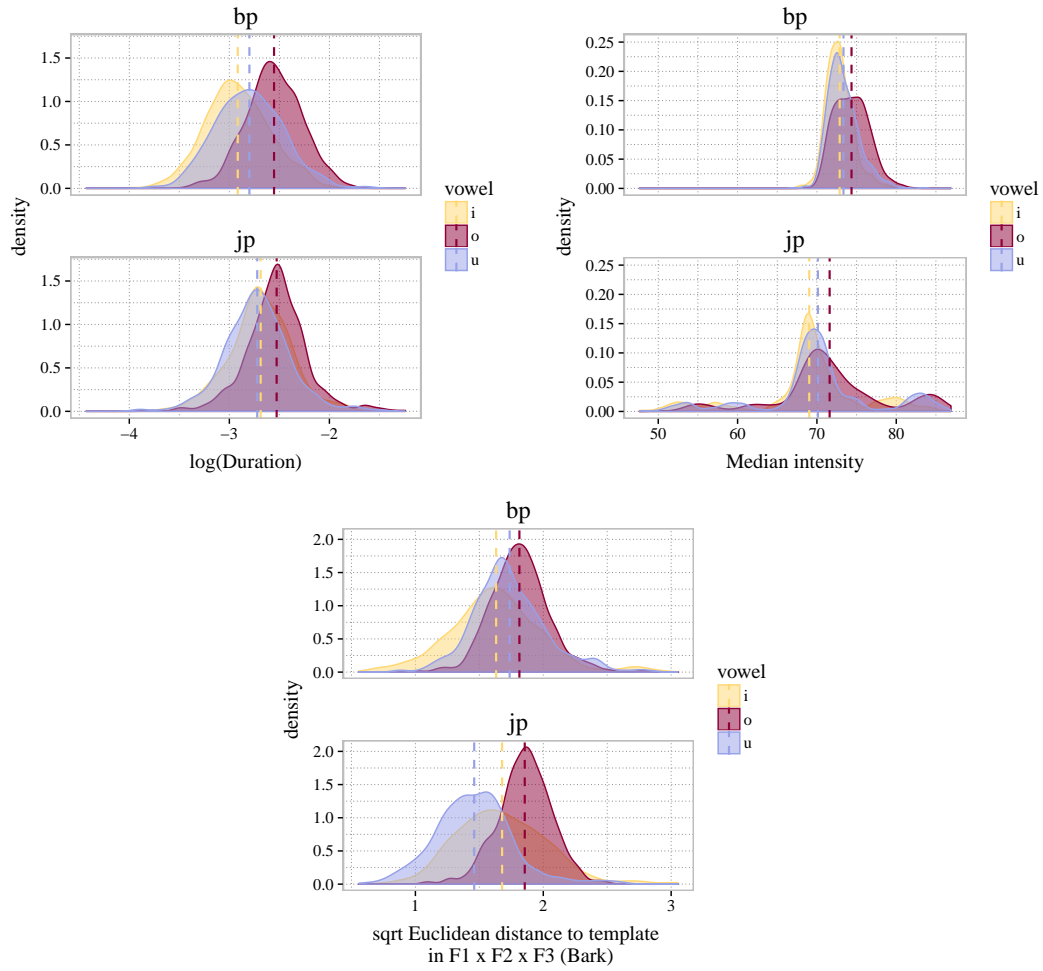 bp
1.5
1.0
0.5
0.0
jp
1.5
1.0
0.5
0.0
−4
−3
−2
log(Duration)
density
vowel
i
o
u
bp
0.25
0.20
0.15
0.10
0.05
0.00
jp
0.25
0.20
0.15
0.10
0.05
0.00
50
60
70
80
Median intensity
density
vowel
i
o
u
bp
2.0
1.5
1.0
0.5
0.0
jp
2.0
1.5
1.0
0.5
0.0
1
2
3
sqrt Euclidean distance to template
in F1 x F2 x F3 (Bark)
density
vowel
i
o
u